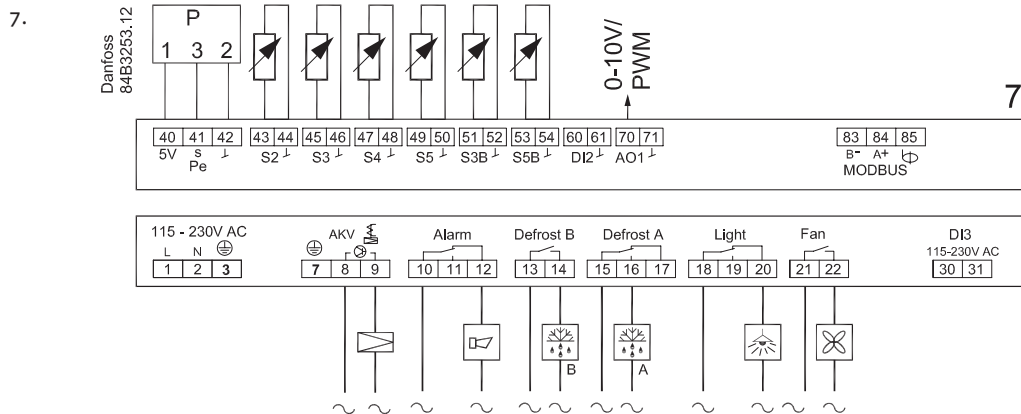 7.
Danfoss
84B3253.12
P
1 3 2
0-10V/
PWM
7
40 41 42 43 44 45 46 47 48 49 50 51 52 53 54 60 61 70 71 83 84 85
5V s S2 S3 S4 S5 S3B S5B DI2 AO1 B- A+
Pe MODBUS
115 - 230V AC AKV Alarm Defrost B Defrost A Light Fan DI3
L N 115-230V AC
1 2 3 7 8 9 10 11 12 13 14 15 16 17 18 19 20 21 22 30 31
B A